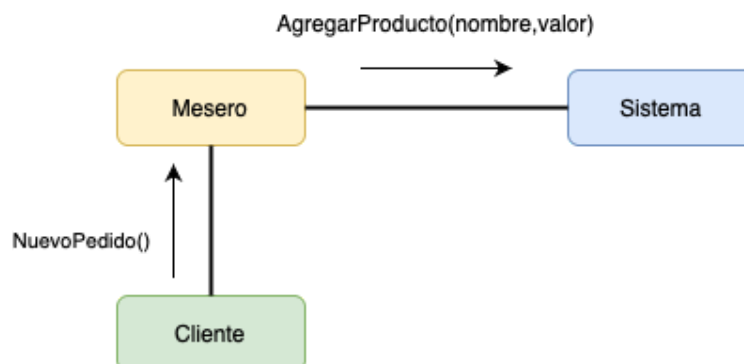 AgregarProducto(nombre,valor)
Mesero
Sistema
NuevoPedido()
Cliente